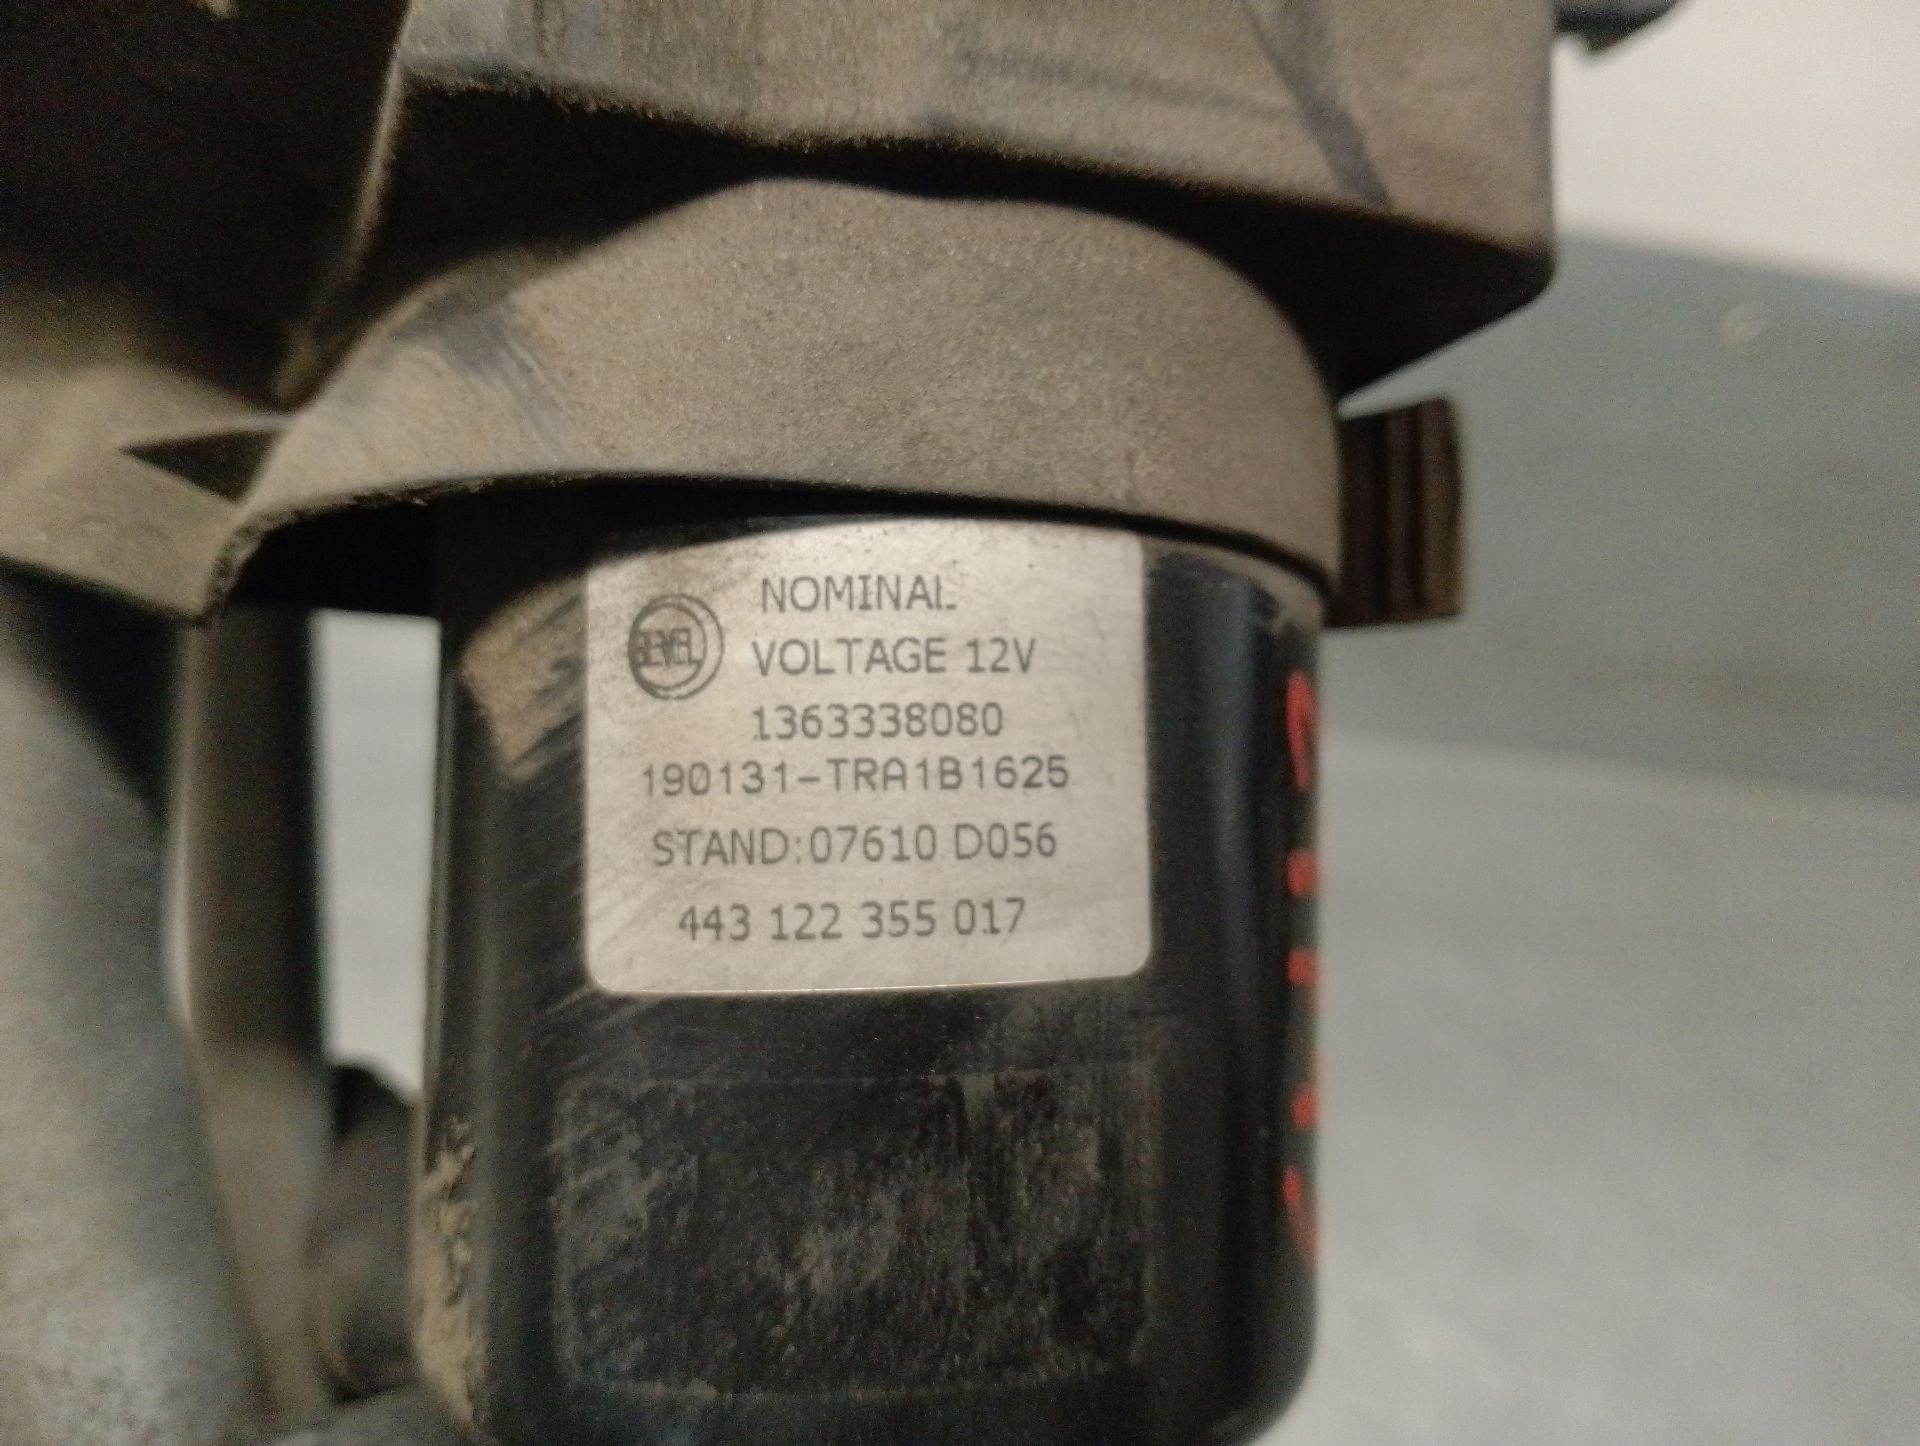 NOMINAL
VOLTAGE 12V
1363338080
190131-TRA1B1625
STAND:07610 D056
443 122 355 017